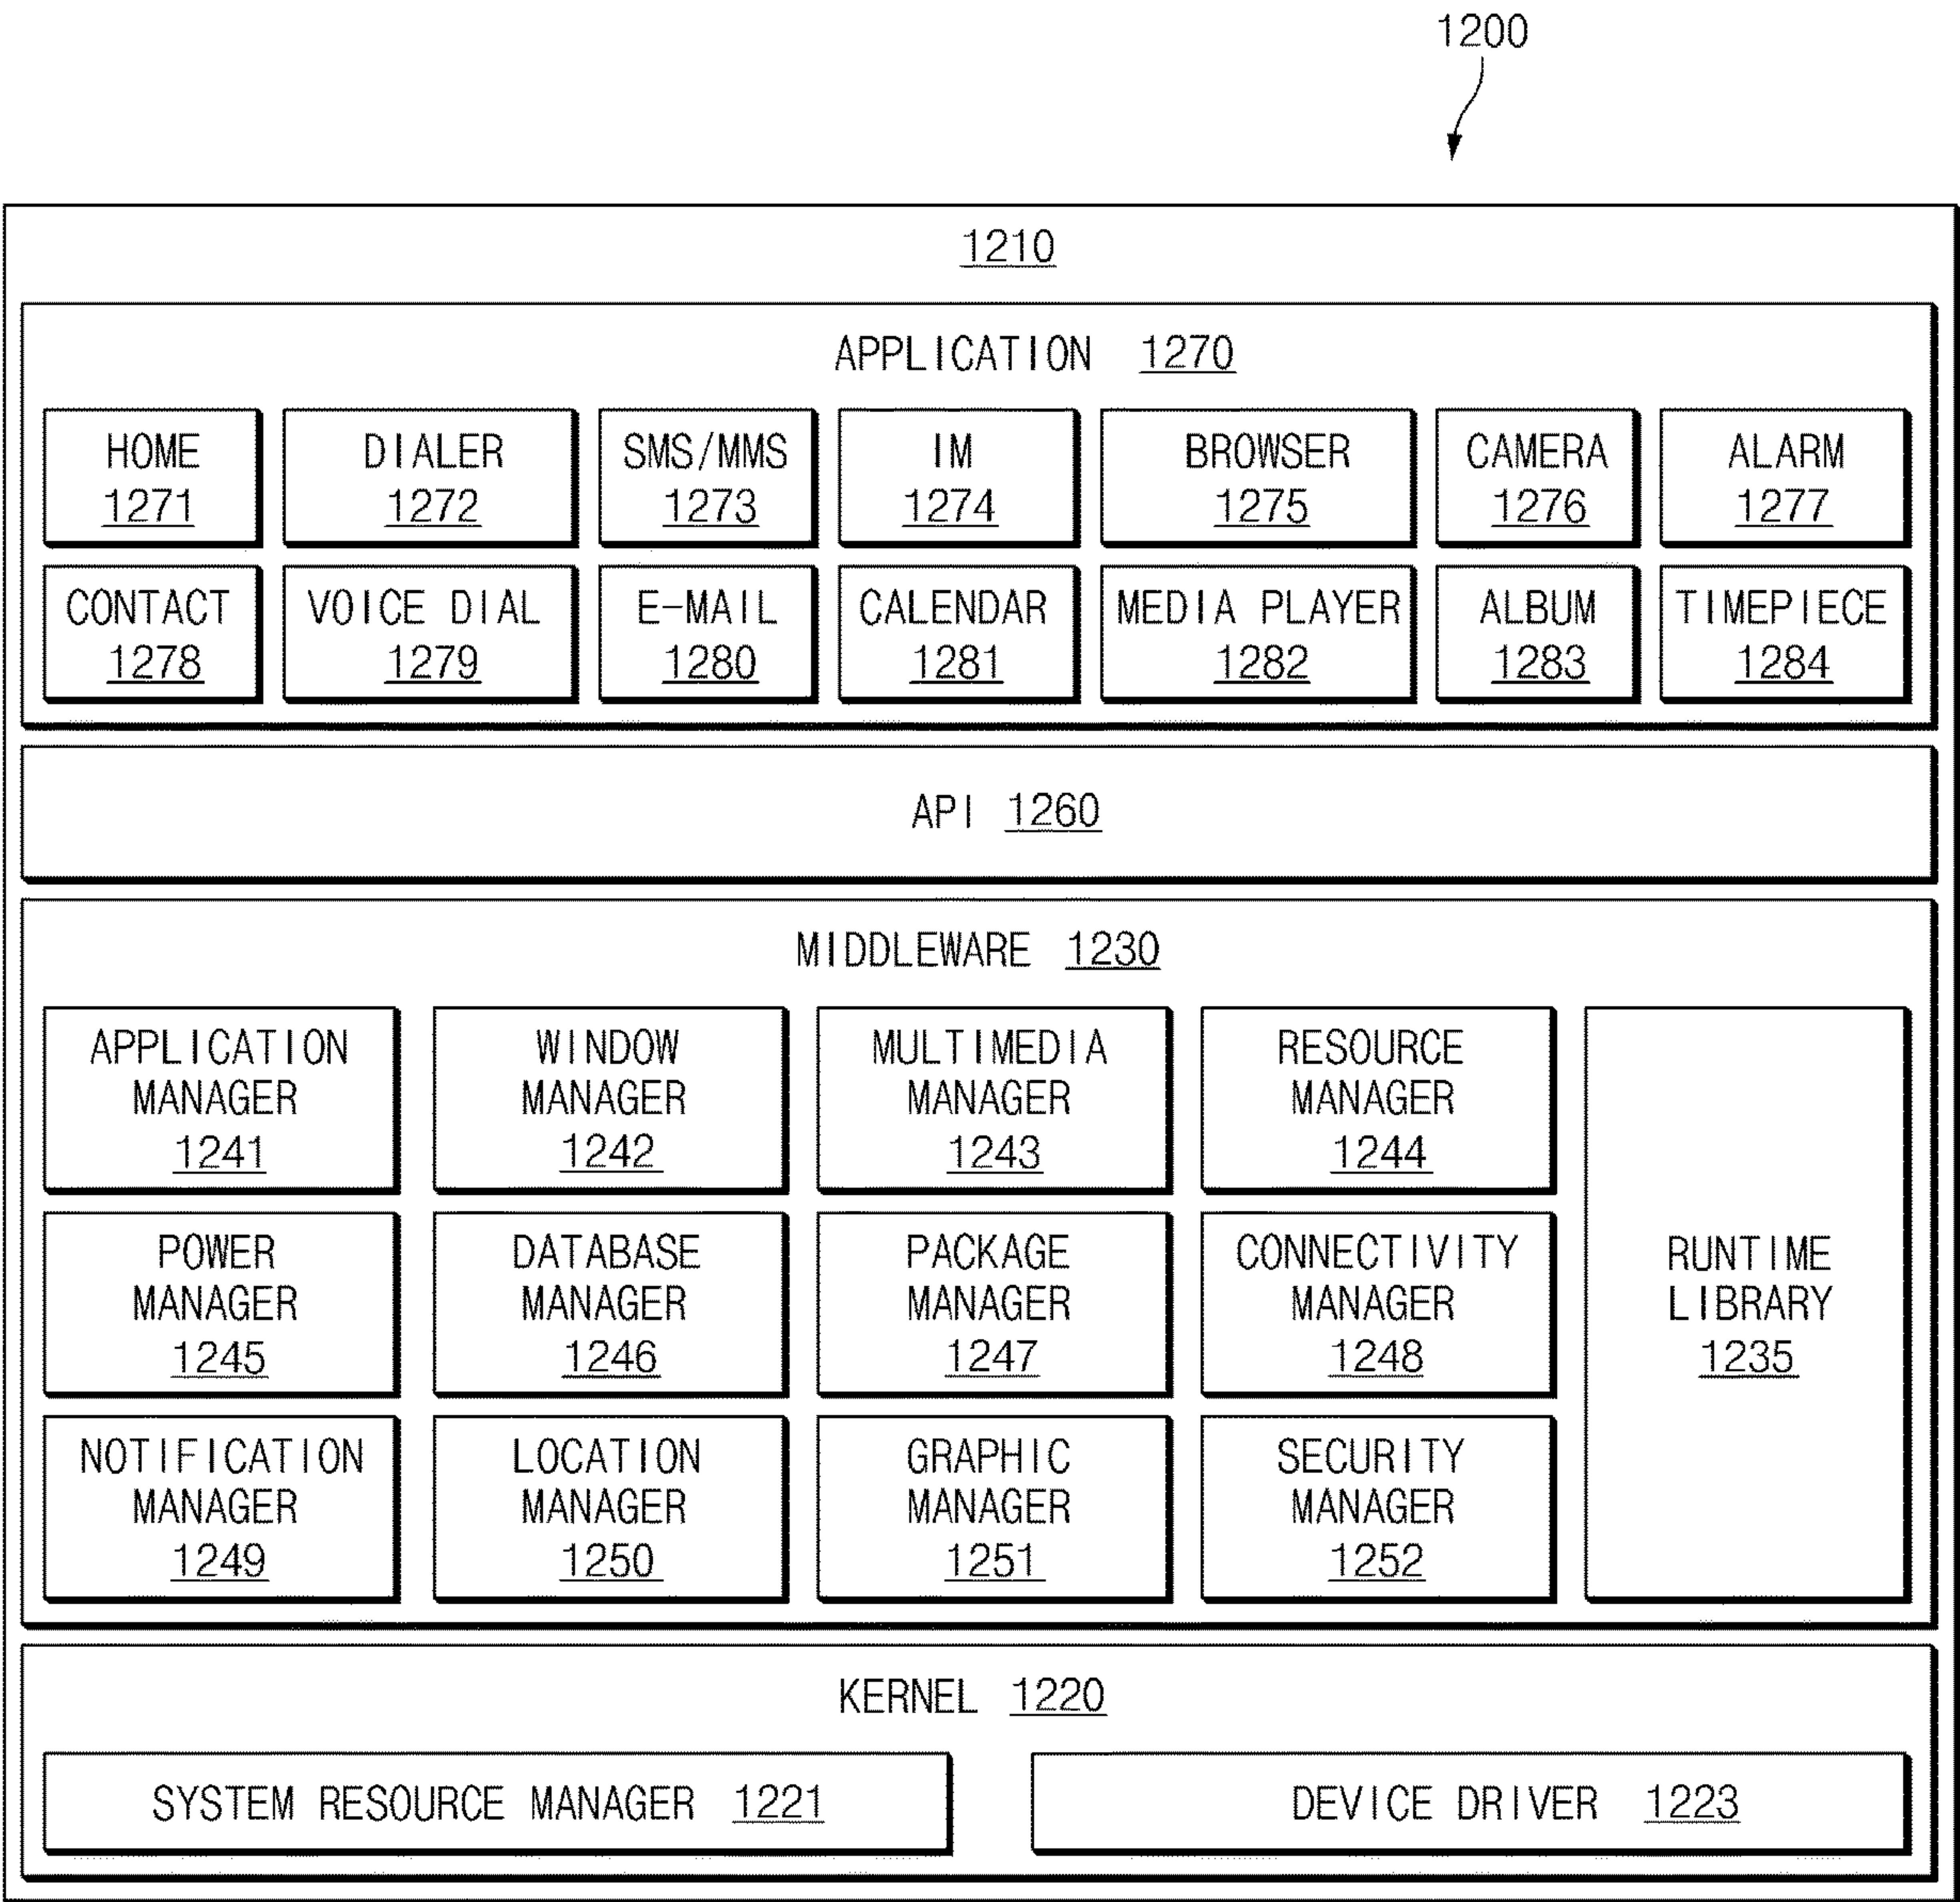 1200
1210
APPLICATION 1270
HOME
1271
DIALER
1272
SMS/MMS
1273
IM
1274
BROWSER
1275
CAMERA
1276
ALARM
1277
CONTACT
1278
VOICE DIAL
1279
E-MAIL
1280
CALENDAR
1281
MEDIA PLAYER
1282
ALBUM
1283
TIMEPIECE
1284
API 1260
MIDDLEWARE 1230
APPLICATION
MANAGER
1241
WINDOW
MANAGER
1242
MULTIMEDIA
MANAGER
1243
RESOURCE
MANAGER
1244
POWER
MANAGER
1245
DATABASE
MANAGER
1246
PACKAGE
MANAGER
1247
CONNECTIVITY
MANAGER
1248
NOTIFICATION
MANAGER
1249
LOCATION
MANAGER
1250
GRAPHIC
MANAGER
1251
SECURITY
MANAGER
1252
RUNTIME
LIBRARY
1235
KERNEL 1220
SYSTEM RESOURCE MANAGER 1221
DEVICE DRIVER 1223